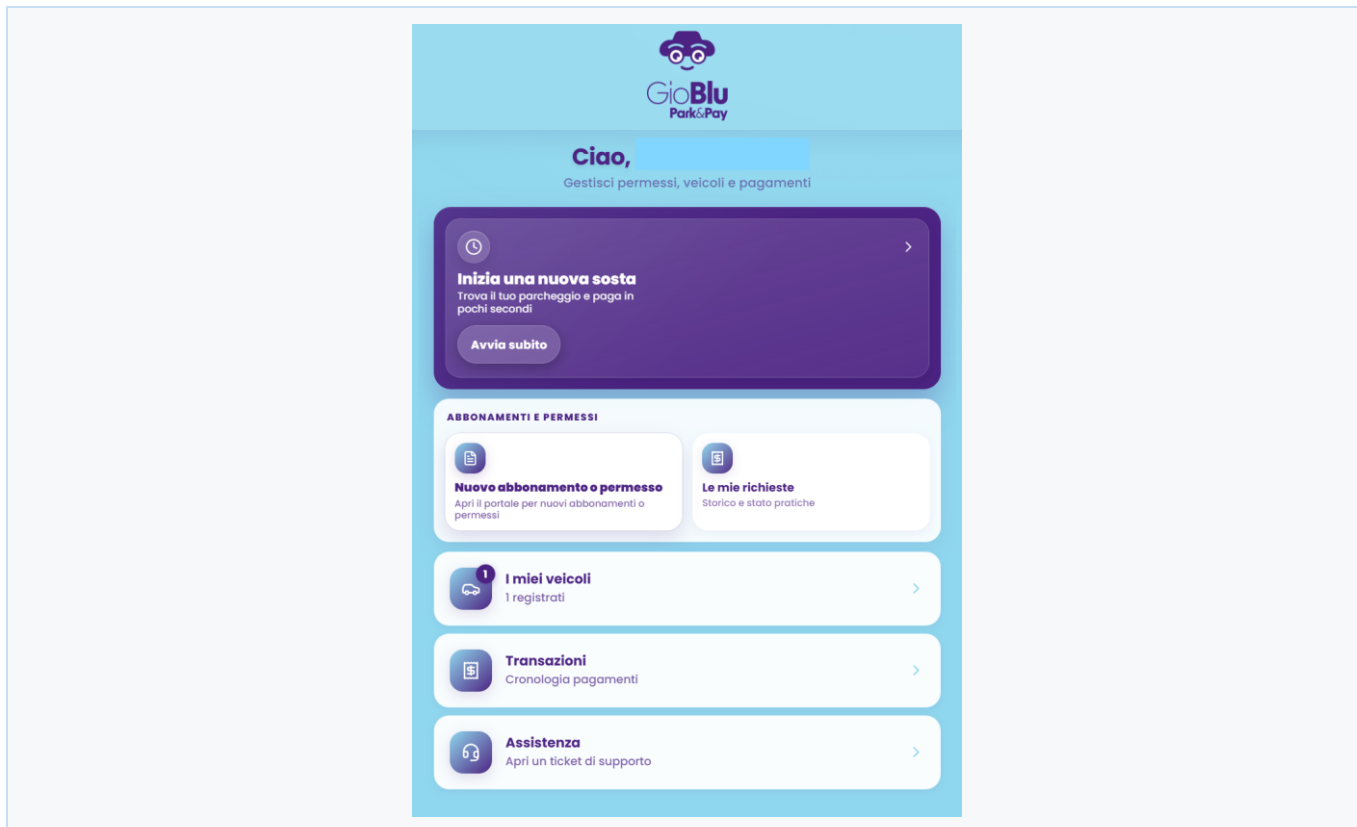 GioBlu
Park&Pay
Ciao,
Gestisci permessi, veicoli e pagamenti
Inizia una nuova sosta
Trova il tuo parcheggio e paga in
pochi secondi
Avvia subito
ABBONAMENTI E PERMESSI
Nuovo abbonamento o permesso
Apri il portale per nuovi abbonamenti o
permessi
Le mie richieste
Storico e stato pratiche
1
I miei veicoli
1 registrati
Transazioni
Cronologia pagamenti
Assistenza
Apri un ticket di supporto